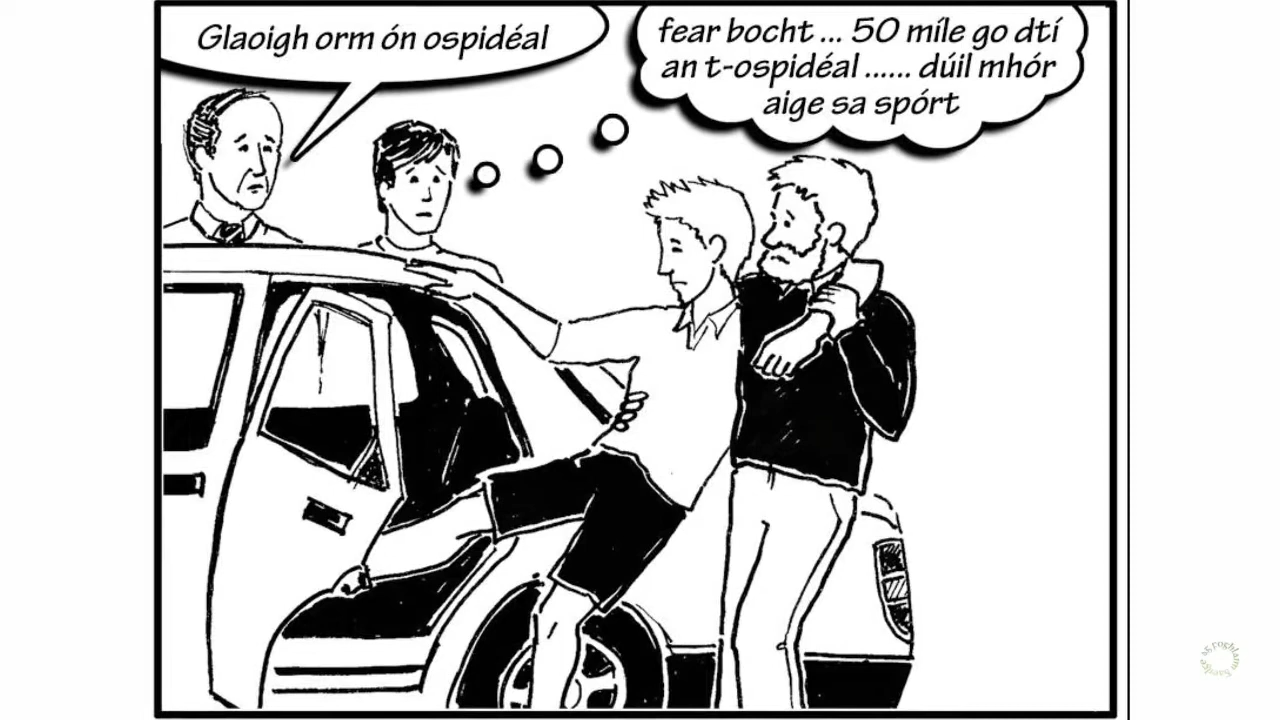 Glaoigh orm ón ospidéal
fear bocht ... 50 míle go dtí
an t-ospidéal ...... dúil mhór
aige sa spórt